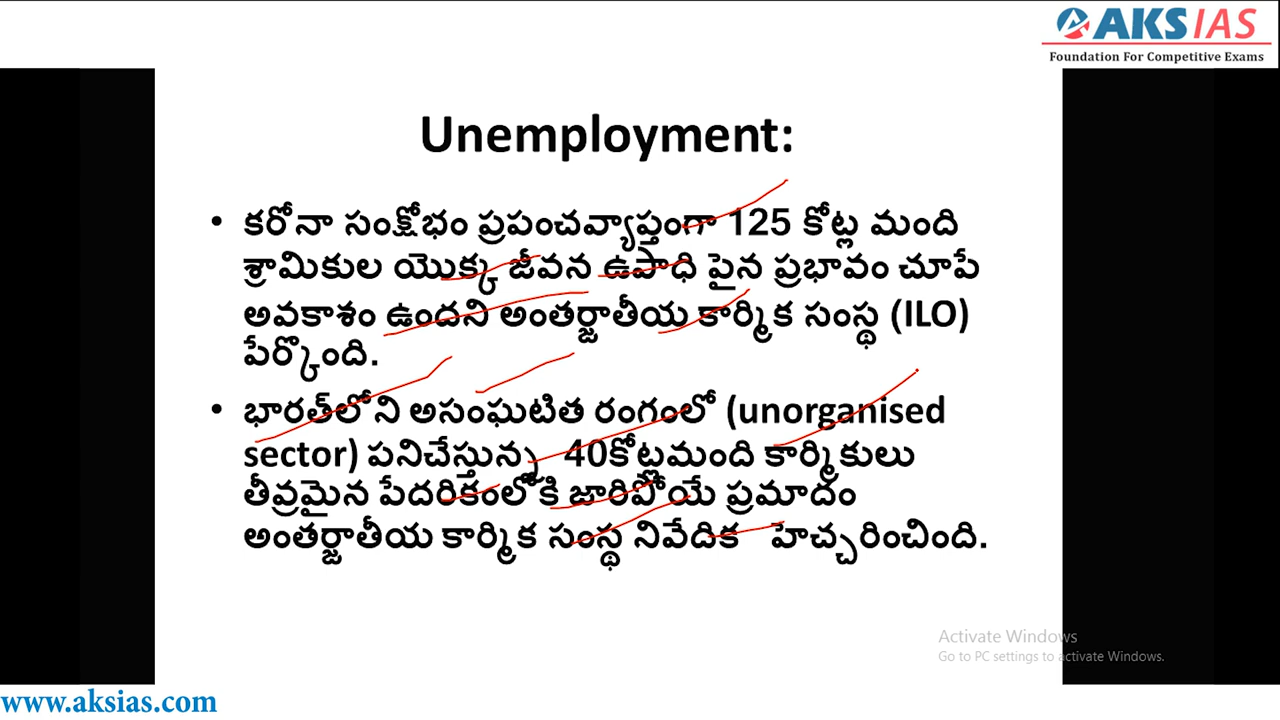 AKS IAS
Foundation For Competitive Exams
Unemployment:
• కరోనా సంక్షోభం ప్రపంచవ్యాప్తంగా 125 కోట్ల మంది
శ్రామికుల యొక్క జీవన ఉపాధి పైన ప్రభావం చూపే
అవకాశం ఉందని అంతర్జాతీయ కార్మిక సంస్థ (ILO)
పేర్కొంది.
• భారత్‌లోని అసంఘటిత రంగంలో (unorganised
sector) పనిచేస్తున్న 40కోట్లమంది కార్మికులు
తీవ్రమైన పేదరికంలోకి జారిపోయే ప్రమాదం
అంతర్జాతీయ కార్మిక సంస్థ నివేదిక హెచ్చరించింది.
Activate Windows
Go to PC settings to activate Windows.
www.aksias.com